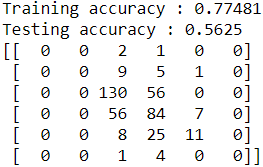 Training accuracy : 0.77481
Testing accuracy : 0.5625
[[  0   0   2   1   0   0]
 [  0   0   9   5   1   0]
 [  0   0 130  56   0   0]
 [  0   0  56  84   7   0]
 [  0   0   8  25  11   0]
 [  0   0   1   4   0   0]]